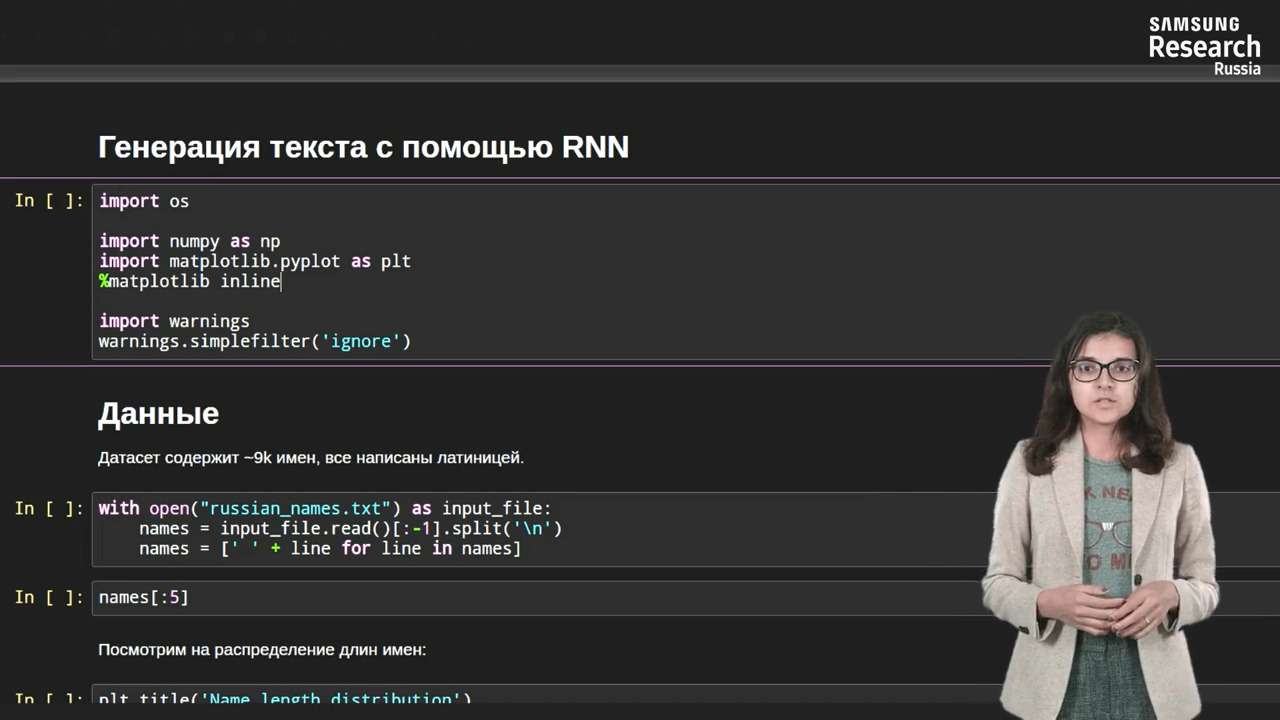 SAMSUNG
Research
Russia
Генерация текста с помощью RNN
In [ ]:
import os
import numpy as np
import matplotlib.pyplot as plt
%matplotlib inline
import warnings
warnings.simplefilter('ignore')
Данные
Датасет содержит ~9k имен, все написаны латиницей.
In [ ]:
with open("russian_names.txt") as input_file:
names = input_file.read()[:-1].split('\n')
names = [' ' + line for line in names]
In [ ]:
names[:5]
Посмотрим на распределение длин имен:
In [ ]:
plt.title('Name length distribution')